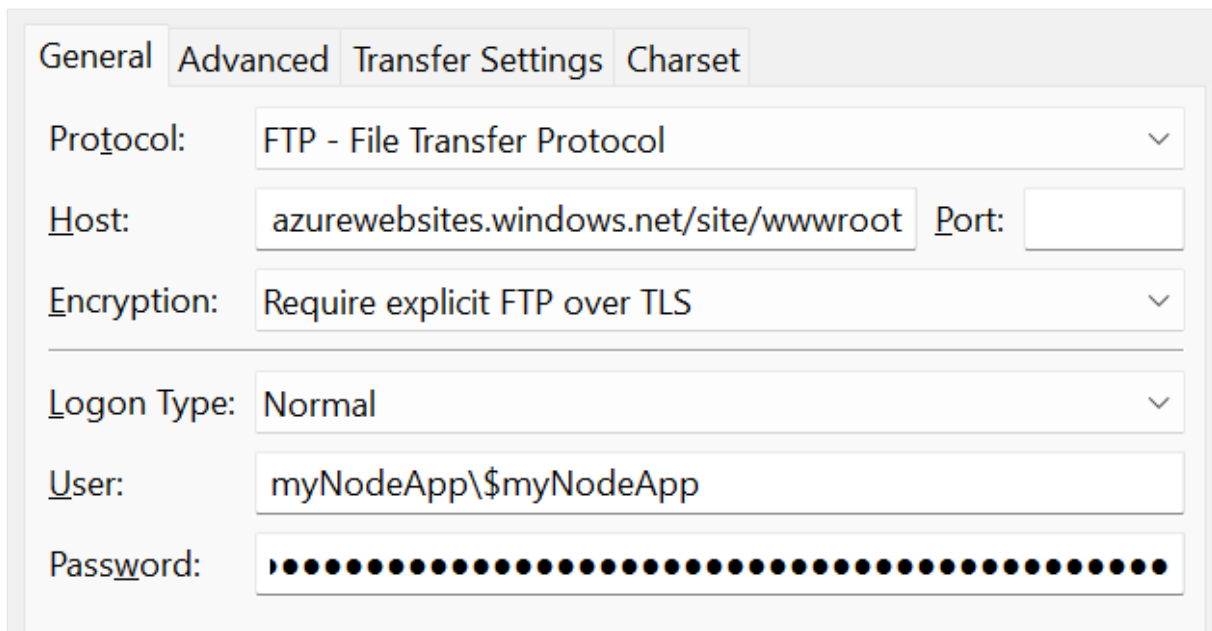 General Advanced Transfer Settings Charset
Protocol: FTP - File Transfer Protocol
Host: azurewebsites.windows.net/site/wwwroot Port:
Encryption: Require explicit FTP over TLS
Logon Type: Normal
User: myNodeApp\$myNodeApp
Password: